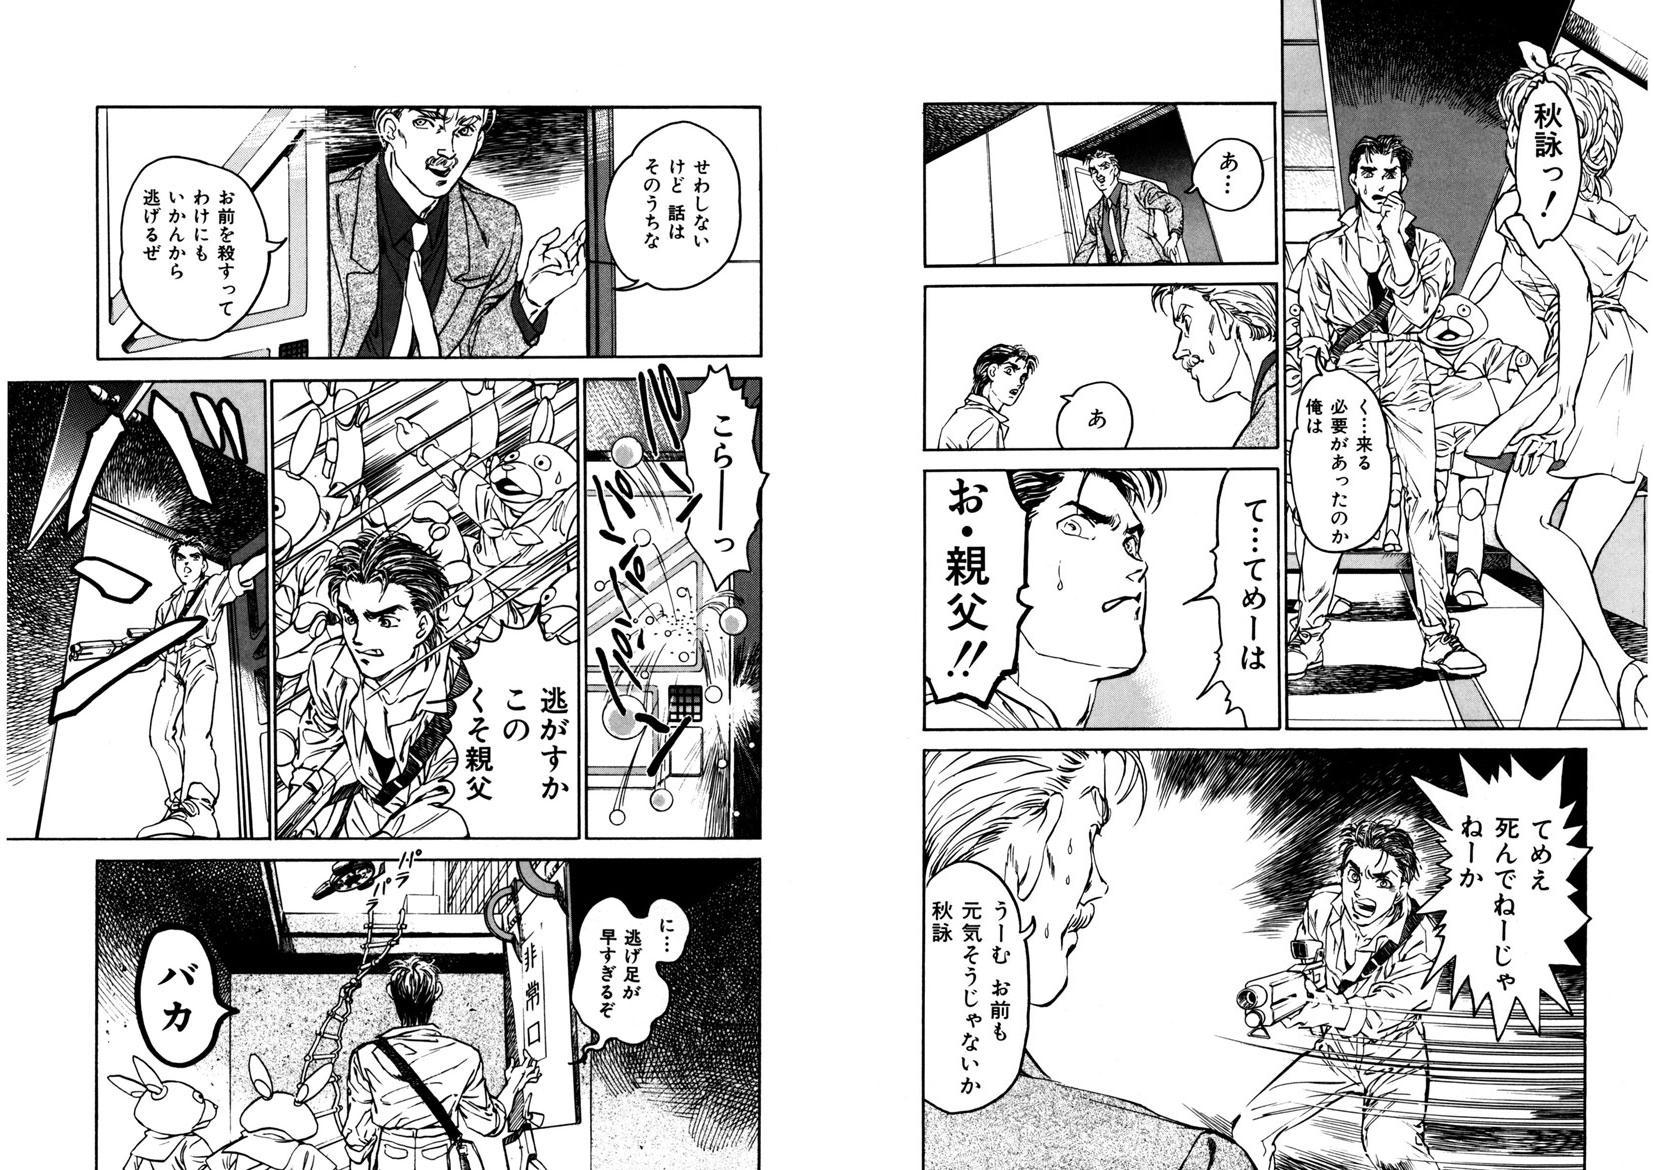 秋詠っ！
く…来る
必要があったのか
俺は
あ…
あ
て…てめーは
お・親父！！
てめえ
死んでねーじゃ
ねーか
うーむ お前も
元気そうじゃないか
秋詠
せわしない
けど 話は
そのうちな
お前を殺すって
わけにも
いかんから
逃げるぜ
こらーーっ
逃がすか
この
くそ親父
に…
逃げ足が
早すぎるぞ
パラ
パラ
非常口
バカ